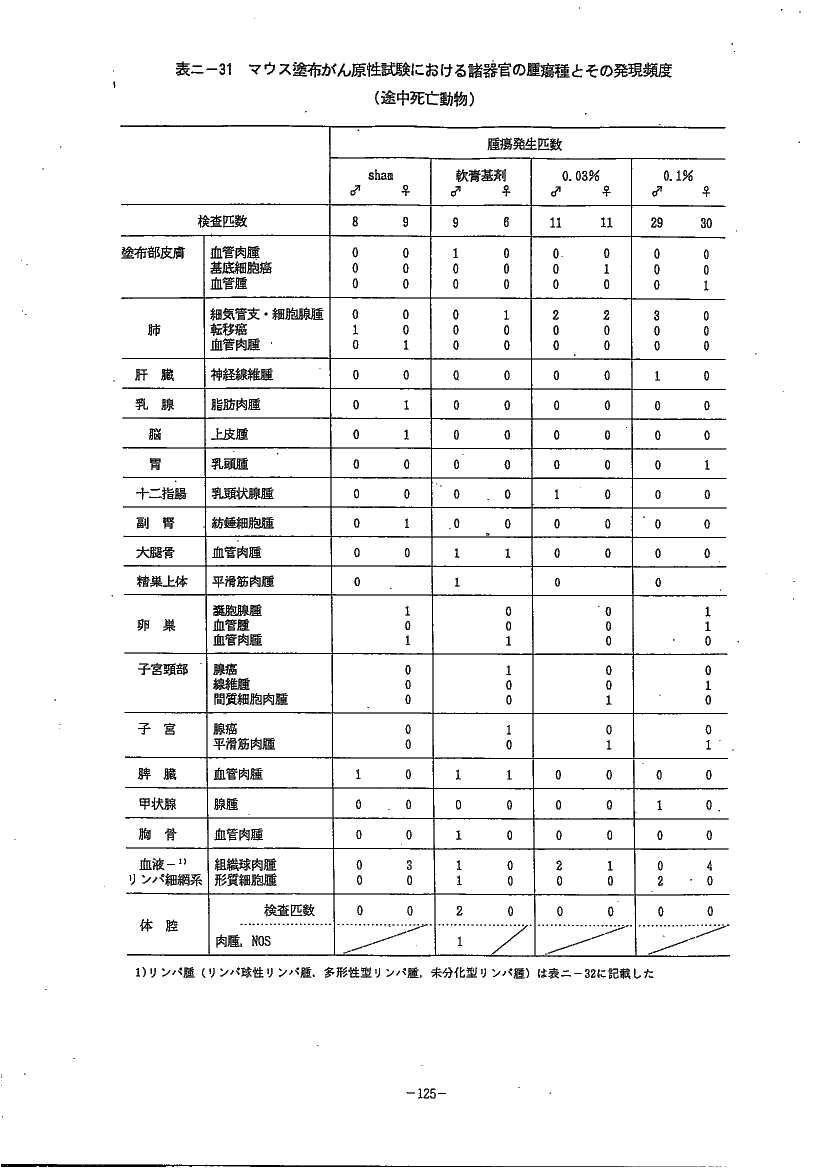 表ニ－31 マウス塗布がん原性試験における諸器官の腫瘍種とその発現頻度
(途中死亡動物)
腫瘍発生匹数
sham 軟膏基剤 0.03% 0.1%
♂ ♀ ♂ ♀ ♂ ♀ ♂ ♀
検査匹数 8 9 9 6 11 11 29 30
塗布部皮膚 血管肉腫 0 0 1 0 0 0 0 0
基底細胞癌 0 0 0 0 0 1 0 0
血管腫 0 0 0 0 0 0 0 1
細気管支・細胞腺腫 0 0 0 1 2 2 3 0
肺 転移癌 1 0 0 0 0 0 0 0
血管肉腫 0 1 0 0 0 0 0 0
肝臓 神経線維腫 0 0 0 0 0 0 1 0
乳腺 脂肪肉腫 0 1 0 0 0 0 0 0
脳 上皮腫 0 1 0 0 0 0 0 0
胃 乳頭腫 0 0 0 0 0 0 0 1
十二指腸 乳頭状腺腫 0 0 0 0 1 0 0 0
副腎 紡錘細胞腫 0 1 0 0 0 0 0 0
大腿骨 血管肉腫 0 0 1 1 0 0 0 0
精巣上体 平滑筋肉腫 0 1 0 0
嚢胞腺腫 1 0 0 1
卵巣 血管腫 0 0 0 1
血管肉腫 1 1 0 0
子宮頸部 腺癌 0 1 0 0
線維腫 0 0 0 1
間質細胞肉腫 0 0 1 0
子宮 腺癌 0 1 0 0
平滑筋肉腫 0 0 1 1
脾臓 血管肉腫 1 0 1 1 0 0 0 0
甲状腺 腺腫 0 0 0 0 0 0 1 0
胸骨 血管肉腫 0 0 1 0 0 0 0 0
血液－1) 組織球肉腫 0 3 1 0 2 1 0 4
リンパ細網系 形質細胞腫 0 0 1 0 0 0 2 0
検査匹数 0 0 2 0 0 0 0 0
体腔
肉腫, NOS 1
1)リンパ腫(リンパ球性リンパ腫, 多形性型リンパ腫, 未分化型リンパ腫)は表ニ－32に記載した
－125－